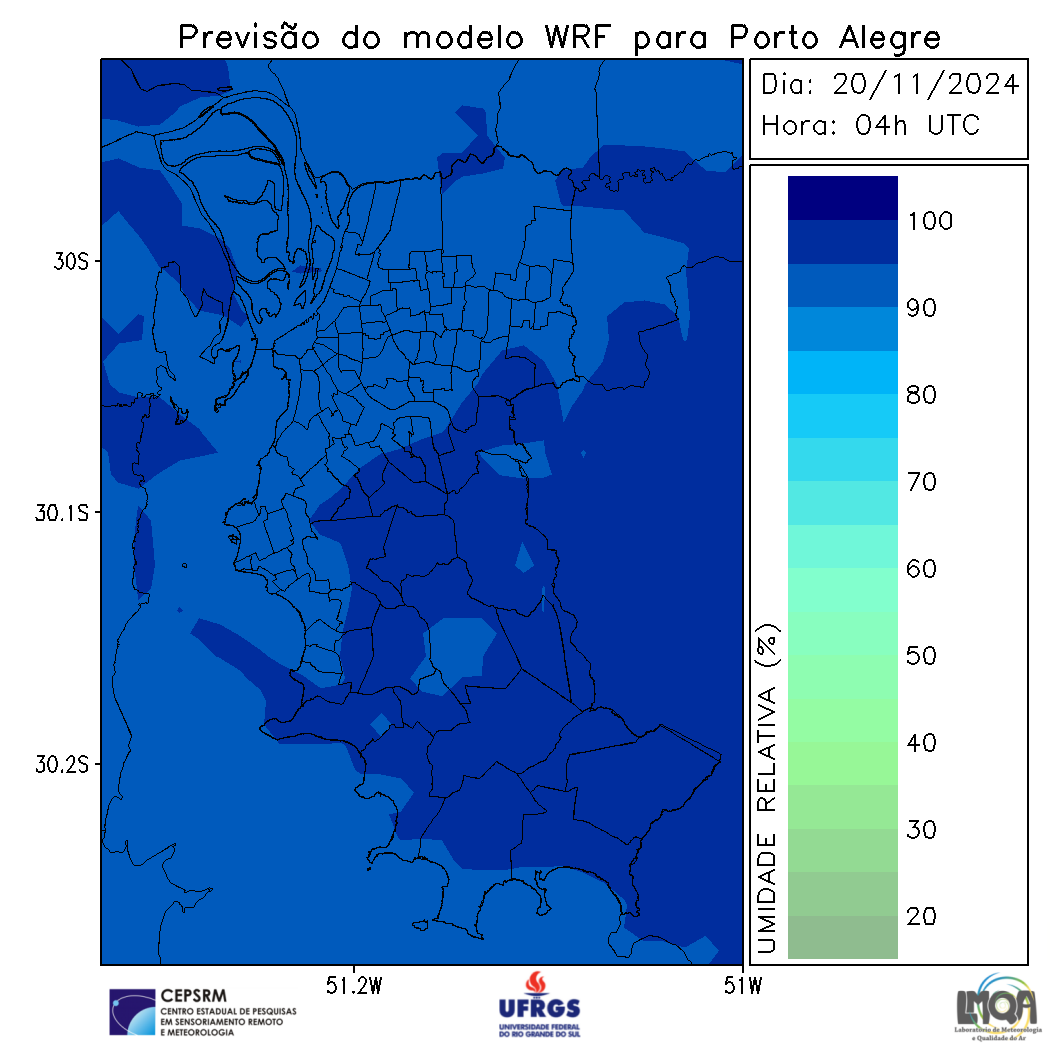 Previsão do modelo WRF para Porto Alegre
Dia: 20/11/2024
Hora: 04h UTC
30S
30.1S
30.2S
51.2W
51W
100
90
80
70
60
50
40
30
20
UMIDADE RELATIVA (%)
CEPSRM
CENTRO ESTADUAL DE PESQUISAS
EM SENSORIAMENTO REMOTO
E METEOROLOGIA
UFRGS
UNIVERSIDADE FEDERAL
DO RIO GRANDE DO SUL
LMQA
Laboratório de Meteorologia
e Qualidade do Ar